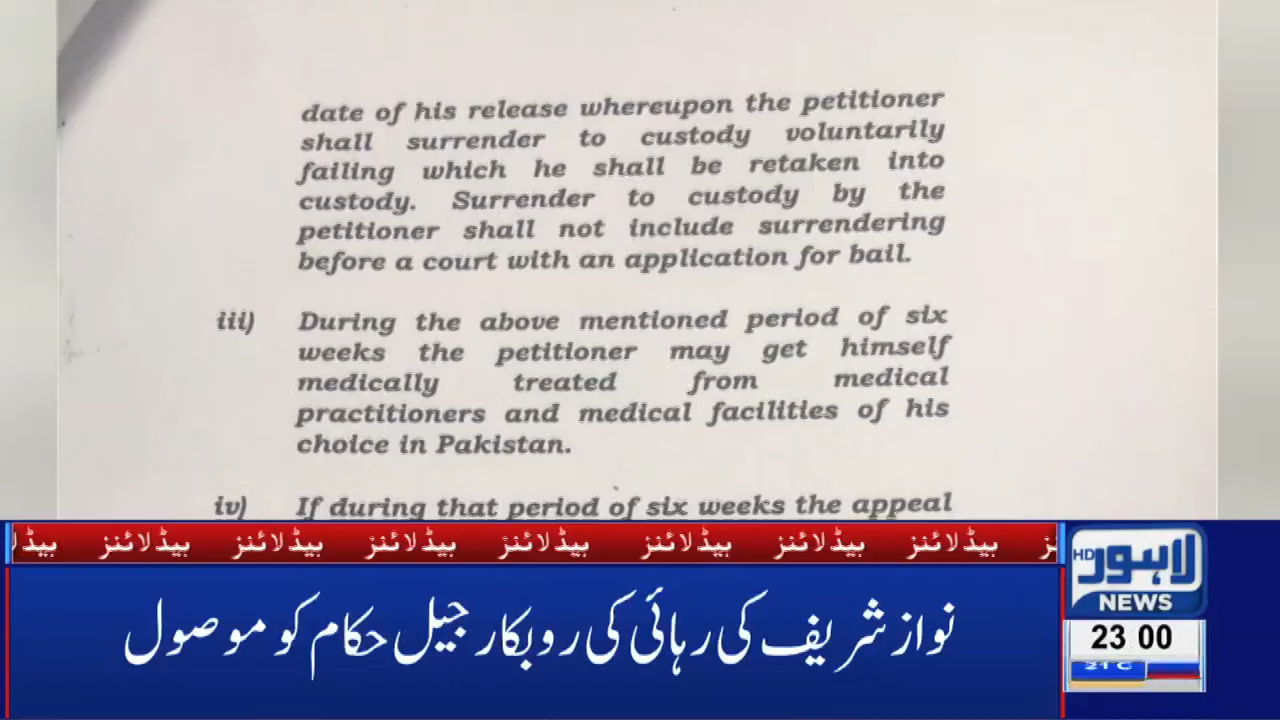 date of his release whereupon the petitioner
shall surrender to custody voluntarily
failing which he shall be retaken into
custody. Surrender to custody by the
petitioner shall not include surrendering
before a court with an application for bail.
iii) During the above mentioned period of six
weeks the petitioner may get himself
medically treated from medical
practitioners and medical facilities of his
choice in Pakistan.
iv) If during that period of six weeks the appeal
ہیڈلائنز ہیڈلائنز ہیڈلائنز ہیڈلائنز ہیڈلائنز ہیڈلائنز ہیڈلائنز
نواز شریف کی رہائی کی روبکار جیل حکام کو موصول
لاہور HD
NEWS
23 00
21 C